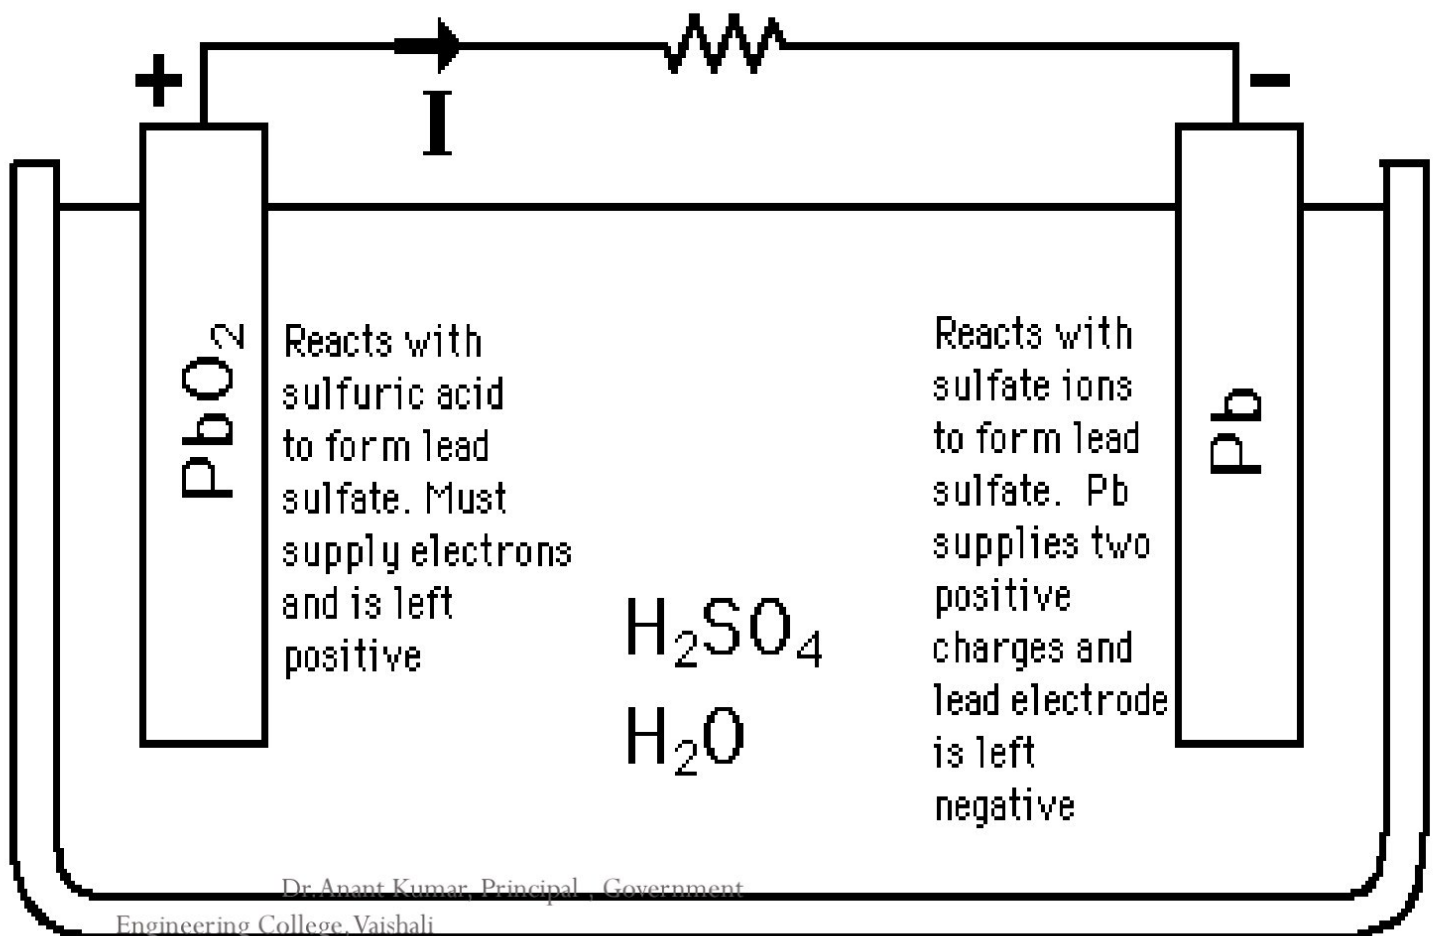 +
I
-
PbO₂
Reacts with
sulfuric acid
to form lead
sulfate. Must
supply electrons
and is left
positive
H₂SO₄
H₂O
Reacts with
sulfate ions
to form lead
sulfate. Pb
supplies two
positive
charges and
lead electrode
is left
negative
Pb
Dr.Anant Kumar, Principal , Government
Engineering College, Vaishali